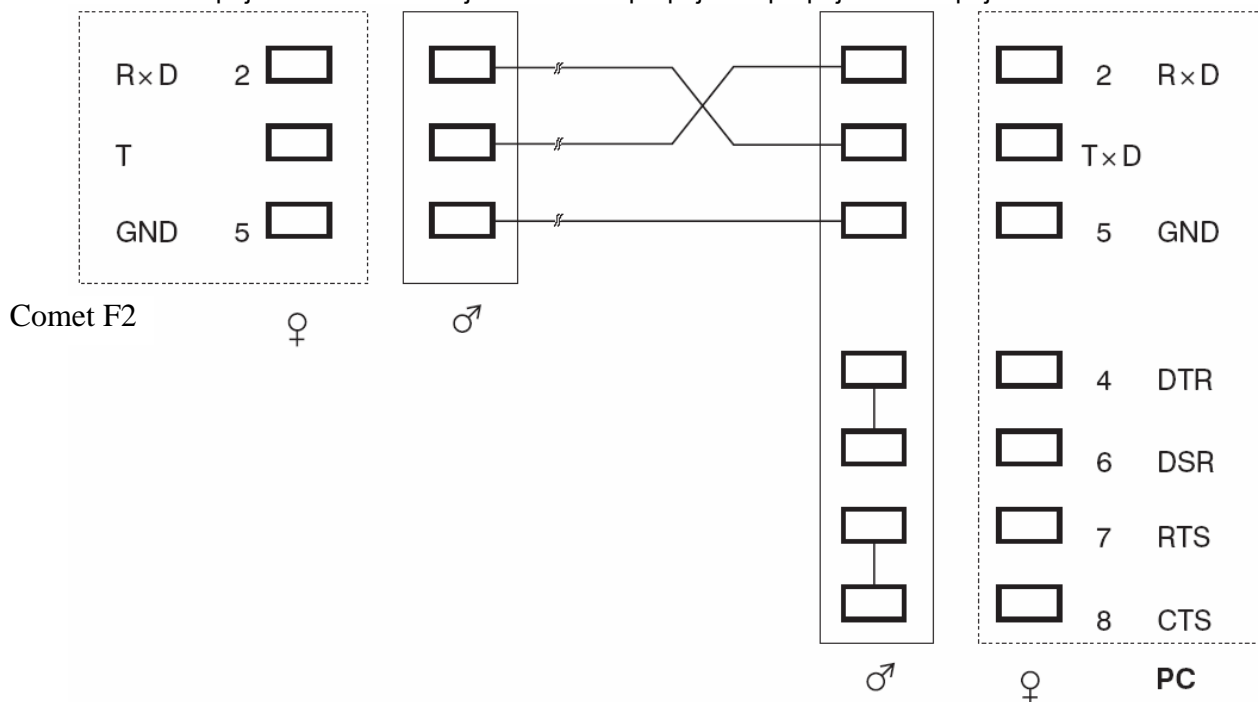 R×D 2 2 R×D
T T×D
GND 5 5 GND
Comet F2 ♀ ♂
4 DTR
6 DSR
7 RTS
8 CTS
♂ ♀ PC